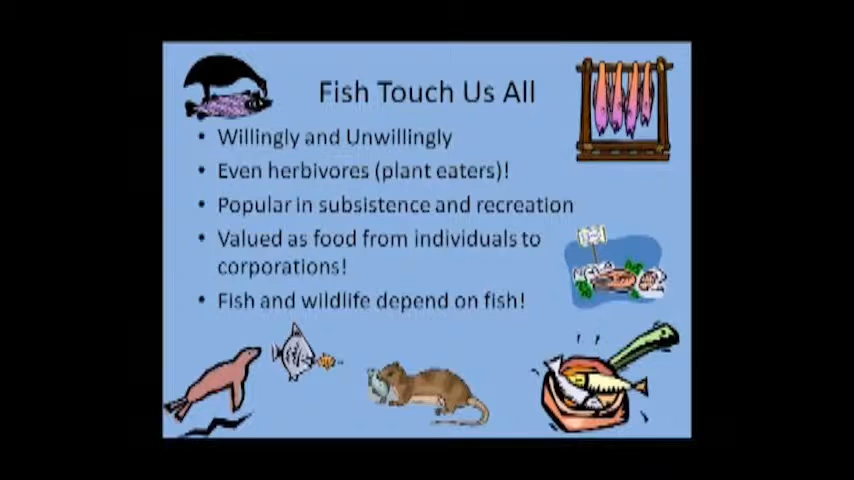 Fish Touch Us All
• Willingly and Unwillingly
• Even herbivores (plant eaters)!
• Popular in subsistence and recreation
• Valued as food from individuals to
corporations!
• Fish and wildlife depend on fish!